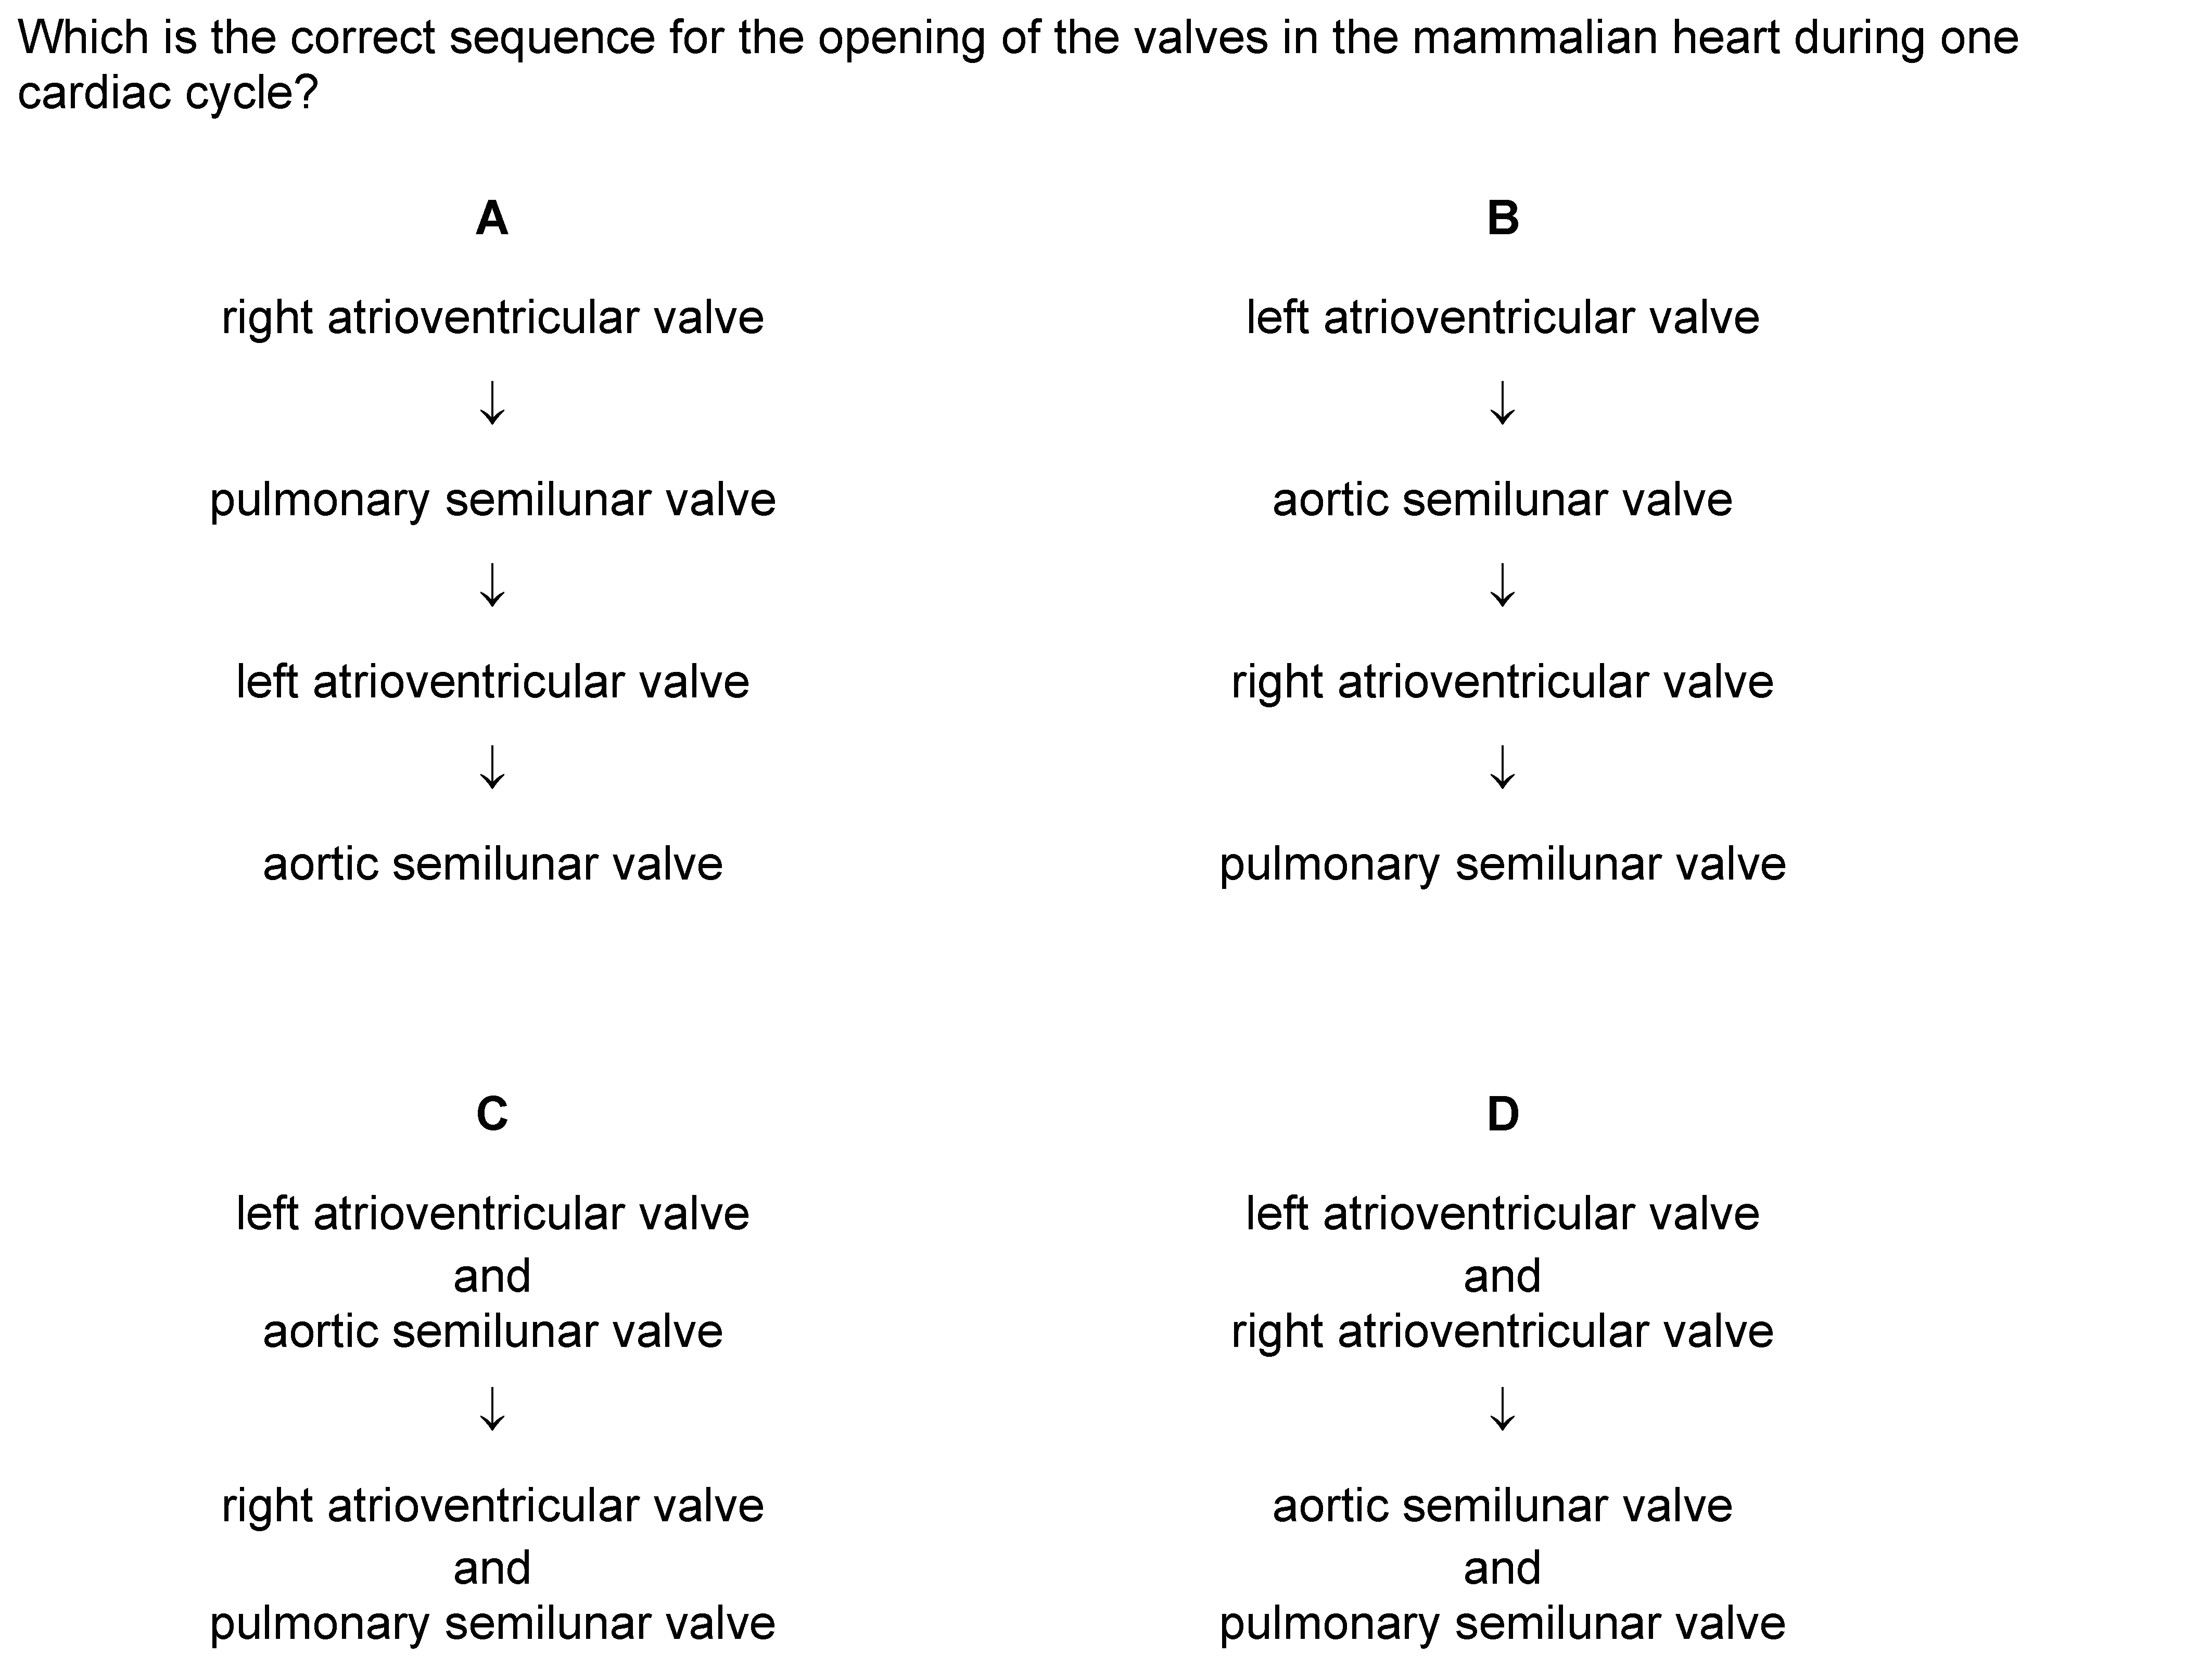 Which is the correct sequence for the opening of the valves in the mammalian heart during one
cardiac cycle?
A
right atrioventricular valve
↓
pulmonary semilunar valve
↓
left atrioventricular valve
↓
aortic semilunar valve
B
left atrioventricular valve
↓
aortic semilunar valve
↓
right atrioventricular valve
↓
pulmonary semilunar valve
C
left atrioventricular valve
and
aortic semilunar valve
↓
right atrioventricular valve
and
pulmonary semilunar valve
D
left atrioventricular valve
and
right atrioventricular valve
↓
aortic semilunar valve
and
pulmonary semilunar valve